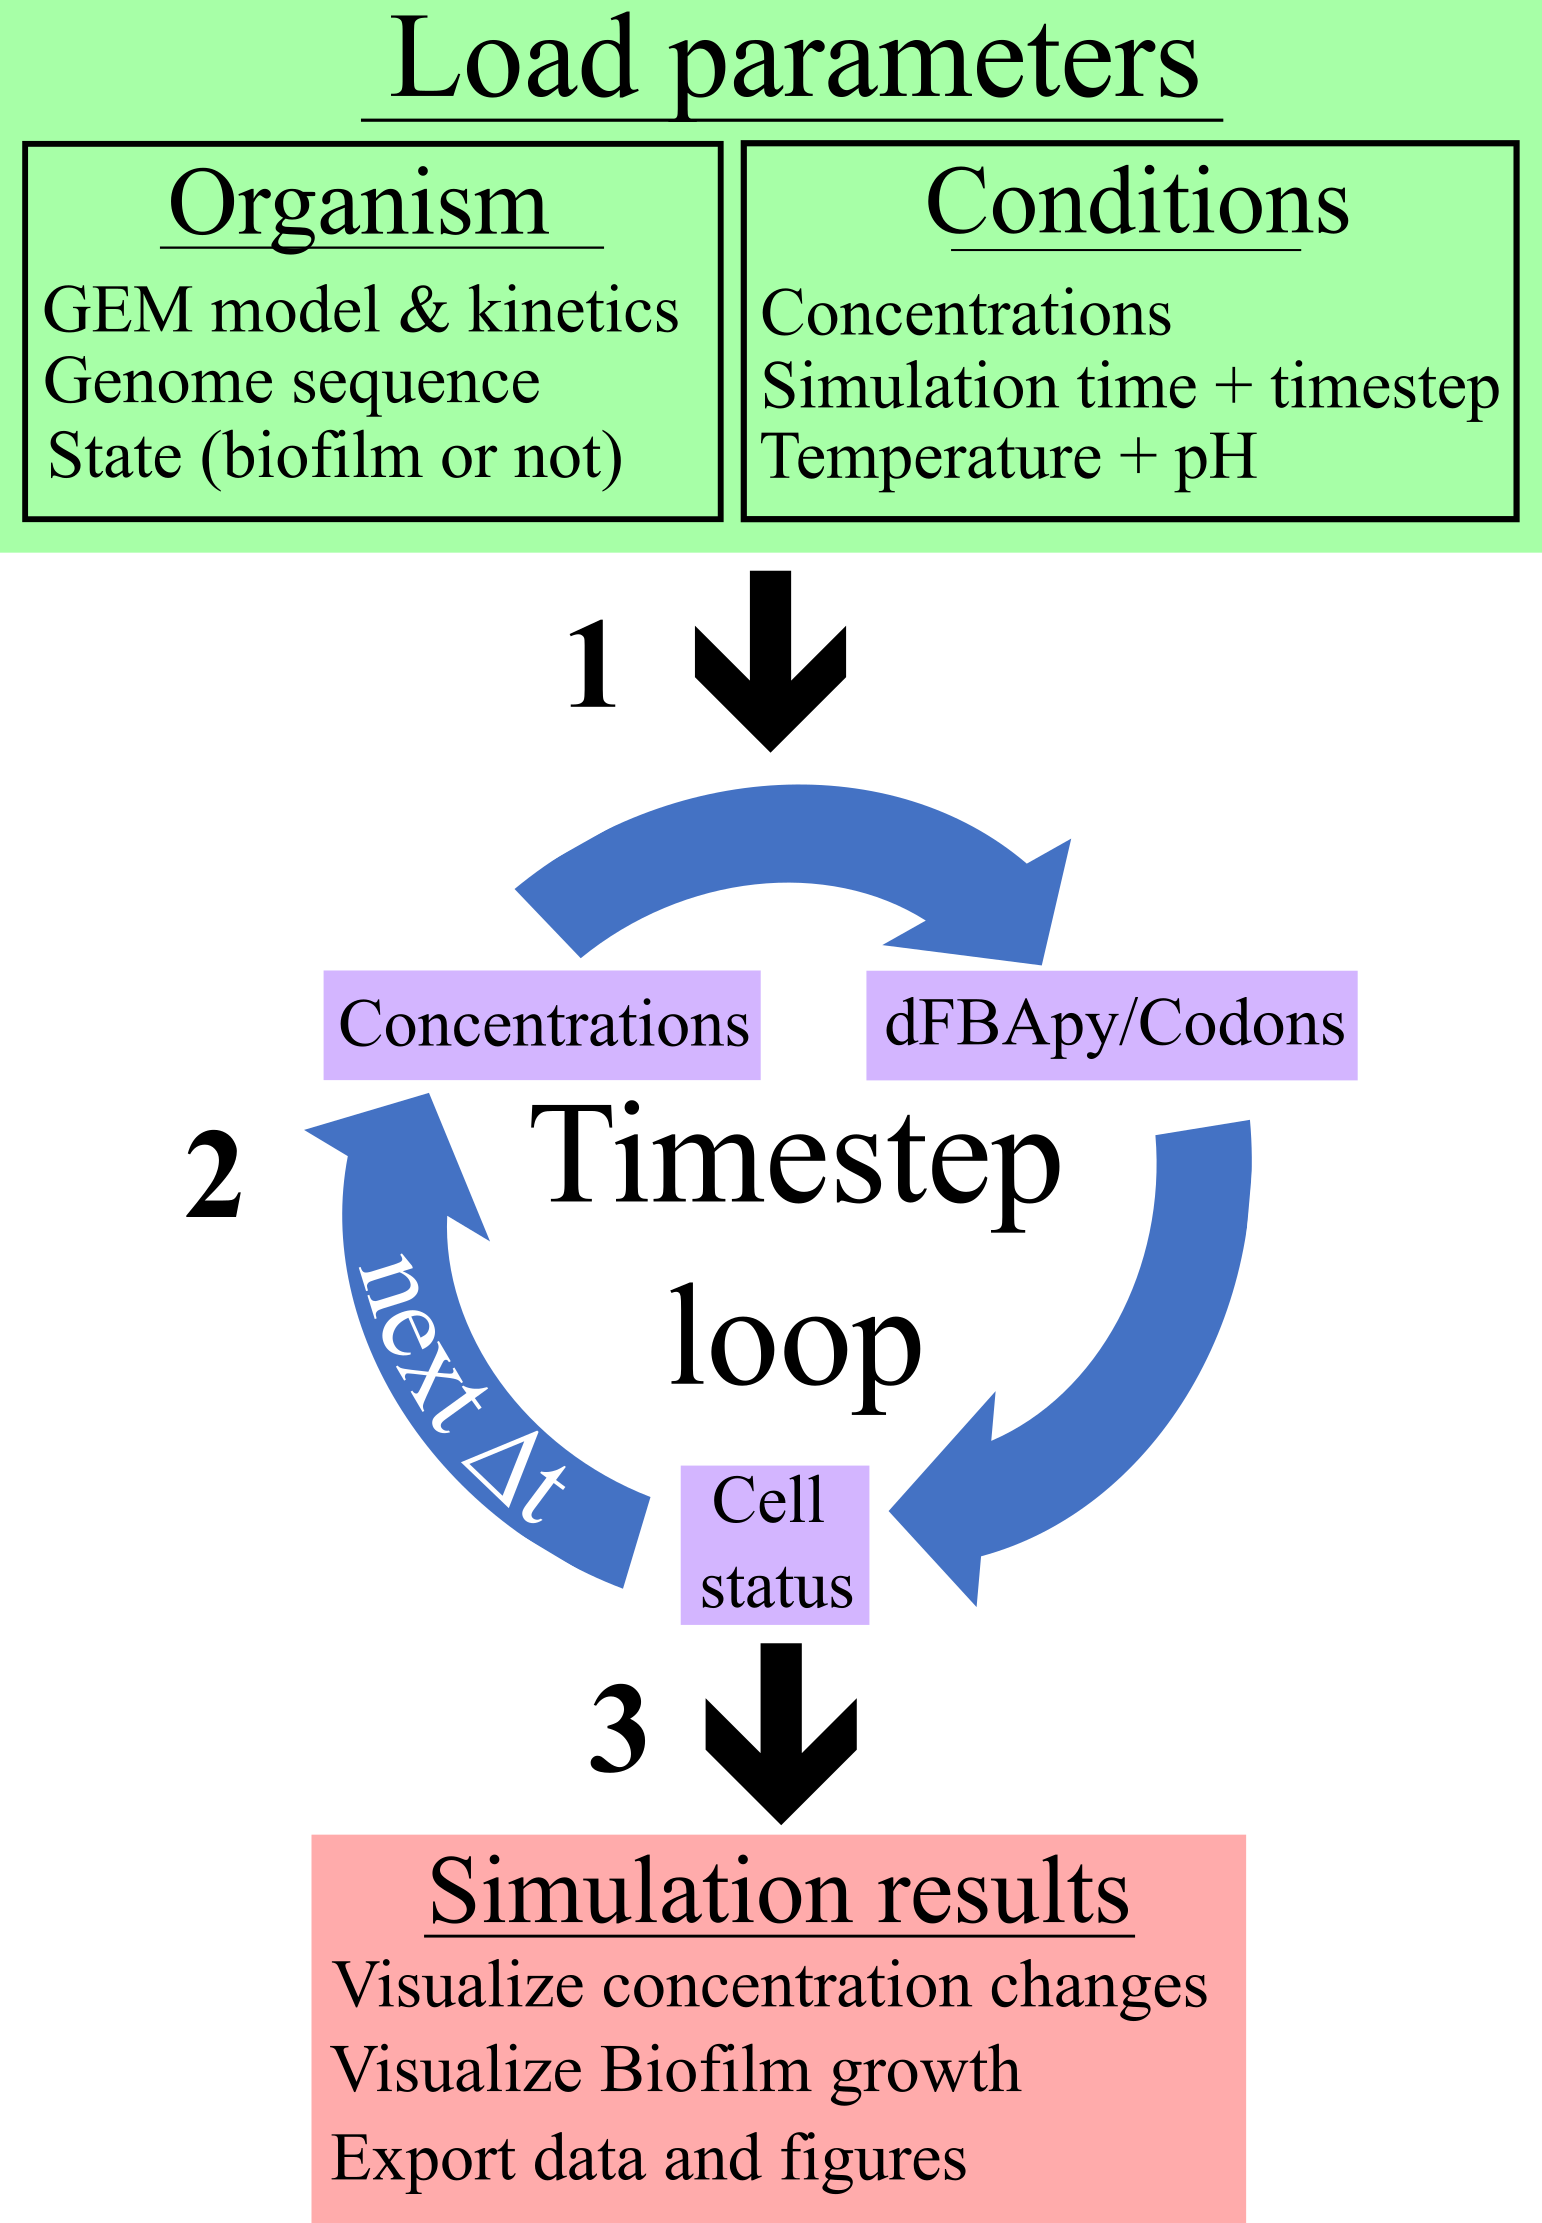 Load parameters
Organism
GEM model & kinetics
Genome sequence
State (biofilm or not)
Conditions
Concentrations
Simulation time + timestep
Temperature + pH
1
Concentrations
dFBApy/Codons
2
Timestep
loop
next Δt
Cell
status
3
Simulation results
Visualize concentration changes
Visualize Biofilm growth
Export data and figures